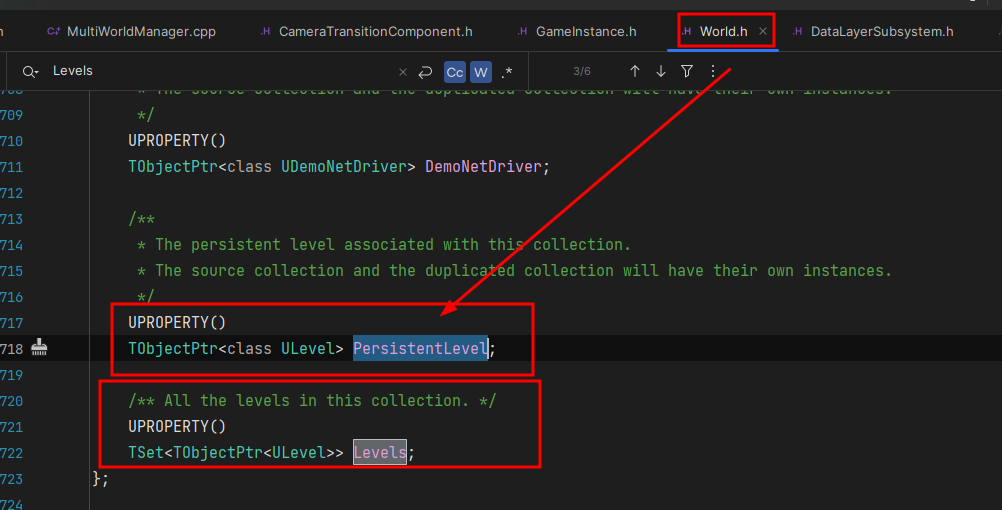 MultiWorldManager.cpp
CameraTransitionComponent.h
GameInstance.h
World.h
DataLayerSubsystem.h
Levels
Cc
W
.*
3/6
* The source collection and the duplicated collection will have their own instances.
709 */
710 UPROPERTY()
711 TObjectPtr<class UDemoNetDriver> DemoNetDriver;
712
713 /**
714 * The persistent level associated with this collection.
715 * The source collection and the duplicated collection will have their own instances.
716 */
717 UPROPERTY()
718 TObjectPtr<class ULevel> PersistentLevel;
719
720 /** All the levels in this collection. */
721 UPROPERTY()
722 TSet<TObjectPtr<ULevel>> Levels;
723 };
724